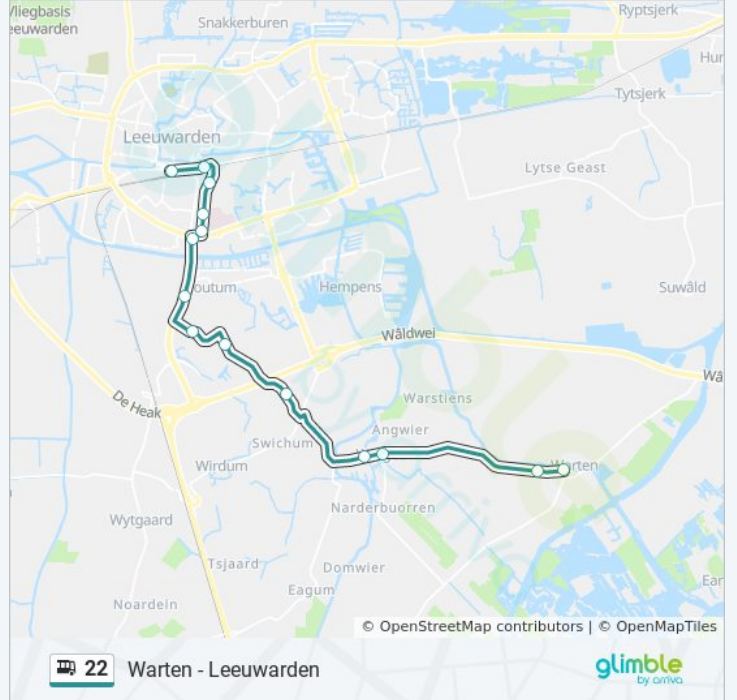 Vliegbasis
Leeuwarden
Snakkerburen
Ryptsjerk
Hur
Tytsjerk
Leeuwarden
Lytse Geast
outum
Hempens
Suwâld
Wâldwei
Wâ
De Heak
Warstiens
Angwier
Swichum
Wirdum
Warten
Narderbuorren
Wytgaard
Tsjaard
Domwier
Eagum
Ear
Noardein
© OpenStreetMap contributors | © OpenMapTiles
22 Warten - Leeuwarden
glimble
by arriva